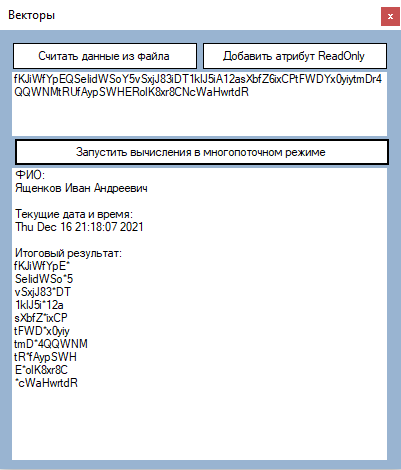 Векторы
x
Считать данные из файла
Добавить атрибут ReadOnly
fKJiWfYpEQSelidWSoY5vSxjJ83iDT1klJ5iA12asXbfZ6ixCPtFWDYx0yiytmDr4
QQWNMtRUfAypSWHERolK8xr8CNcWaHwrtdR
Запустить вычисления в многопоточном режиме
ФИО:
Ященков Иван Андреевич
Текущие дата и время:
Thu Dec 16 21:18:07 2021
Итоговый результат:
fKJiWfYpE*
SelidWSo*5
vSxjJ83*DT
1klJ5i*12a
sXbfZ*ixCP
tFWD*x0yiy
tmD*4QQWNM
tR*fAypSWH
E*olK8xr8C
*cWaHwrtdR